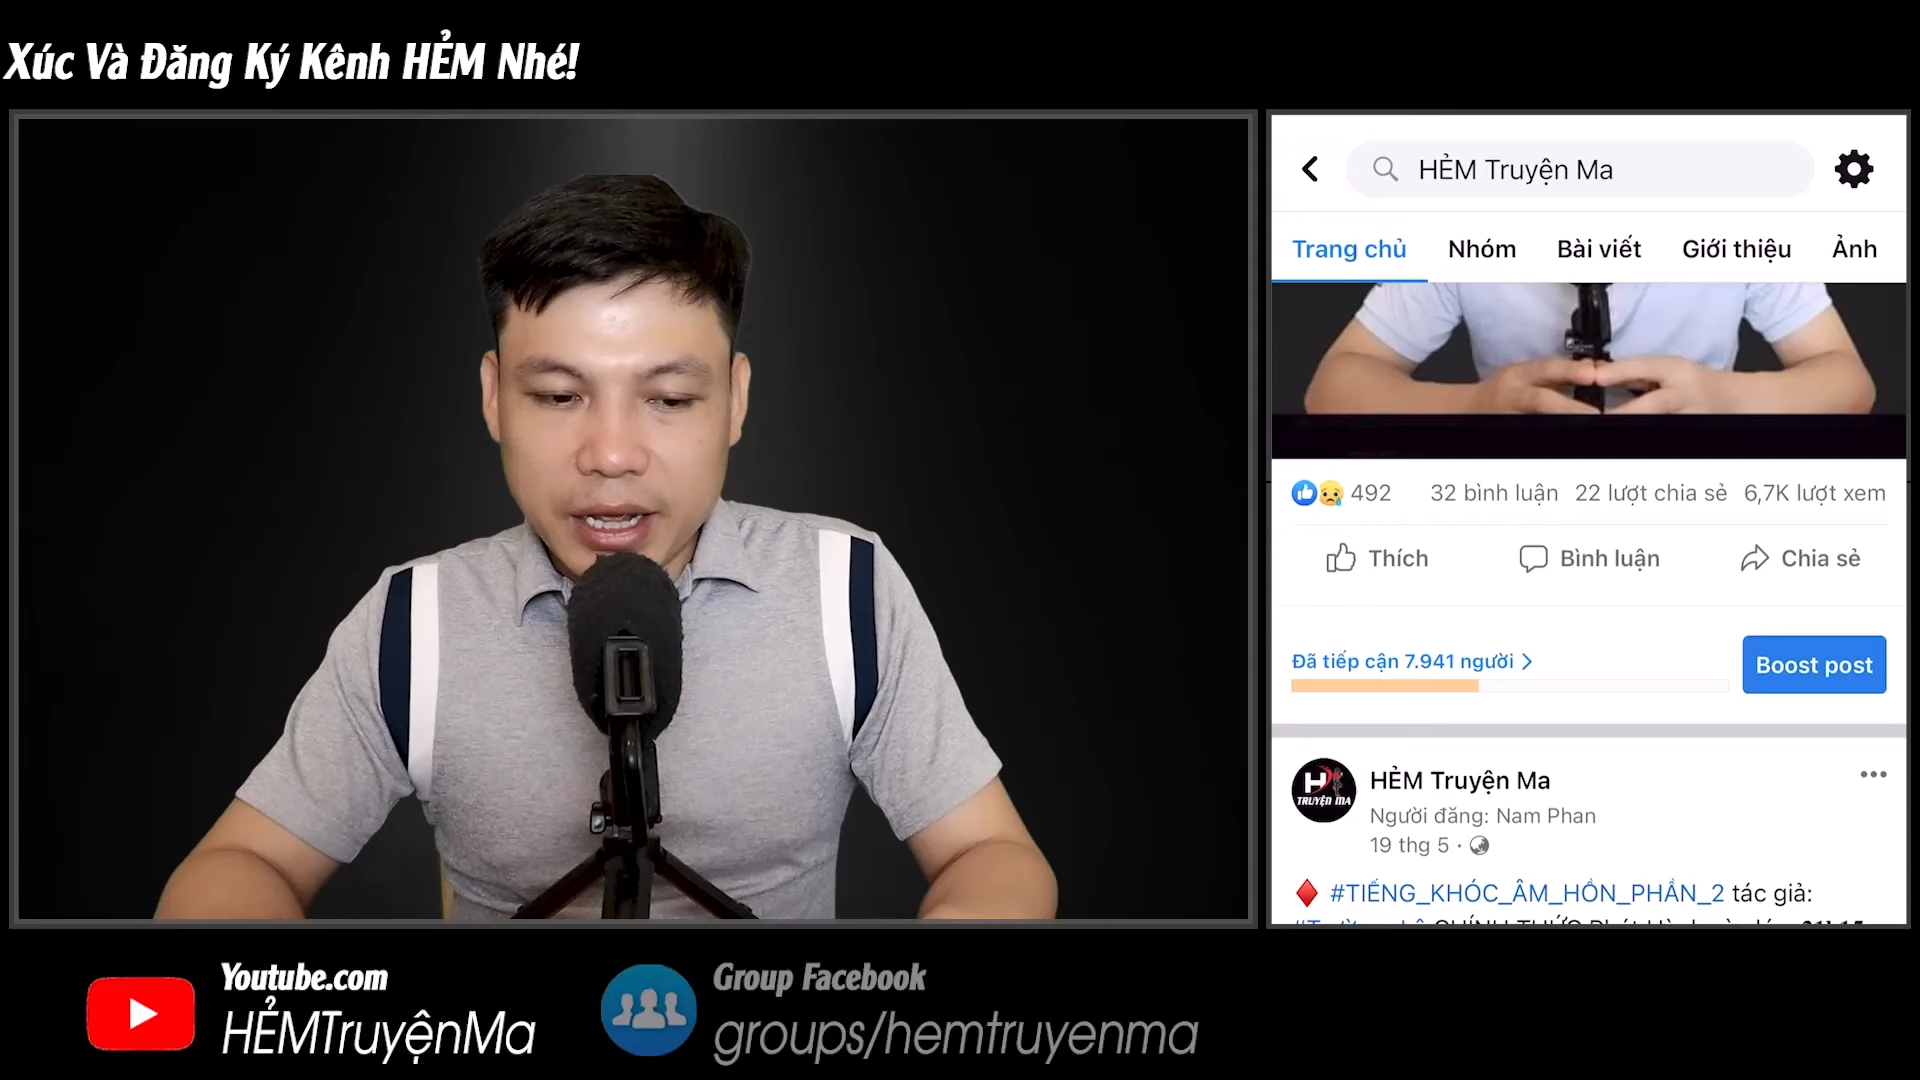 Xúc Và Đăng Ký Kênh HẺM Nhé!
HẺM Truyện Ma
Trang chủ Nhóm Bài viết Giới thiệu Ảnh
492 32 bình luận 22 lượt chia sẻ 6,7K lượt xem
Thích Bình luận Chia sẻ
Đã tiếp cận 7.941 người
Boost post
H
TRUYỆN MA
HẺM Truyện Ma
Người đăng: Nam Phan
19 thg 5 ·
#TIẾNG_KHÓC_ÂM_HỒN_PHẦN_2 tác giả:
Youtube.com
HẺMTruyệnMa
Group Facebook
groups/hemtruyenma